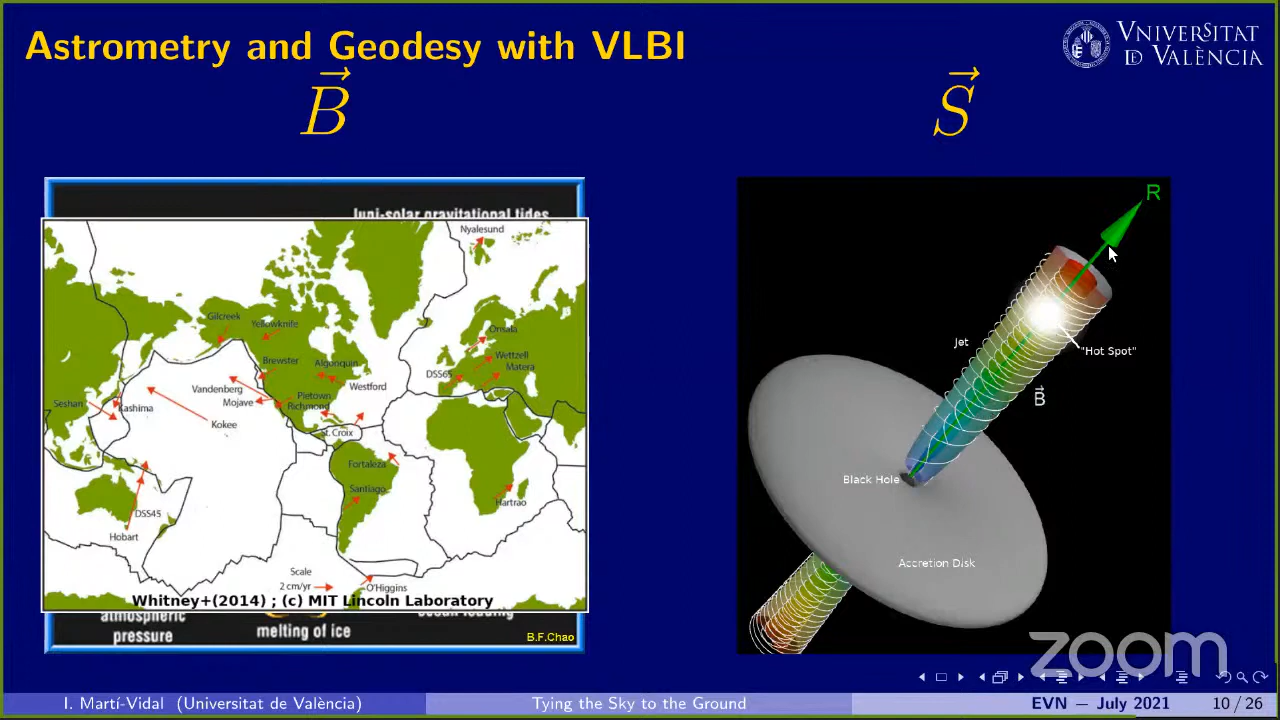 Astrometry and Geodesy with VLBI
VNIVERSITAT
DE VALÈNCIA
B
S
luni-solar gravitational tides
Nyalesund
Gilcreek
Yellowknife
Onsala
Brewster
Algonquin
Wettzell
Matera
DSS65
Vandenberg
Westford
Mojave
Pietown
Richmond
Seshan
Kashima
Kokee
St. Croix
Fortaleza
Santiago
Hartrao
DSS45
Hobart
Scale
2 cm/yr
O'Higgins
Whitney+(2014) ; (c) MIT Lincoln Laboratory
atmospheric
pressure
melting of ice
ocean loading
B.F.Chao
R
Jet
"Hot Spot"
B
Black Hole
Accretion Disk
zoom
I. Martí-Vidal (Universitat de València)
Tying the Sky to the Ground
EVN — July 2021
10 / 26